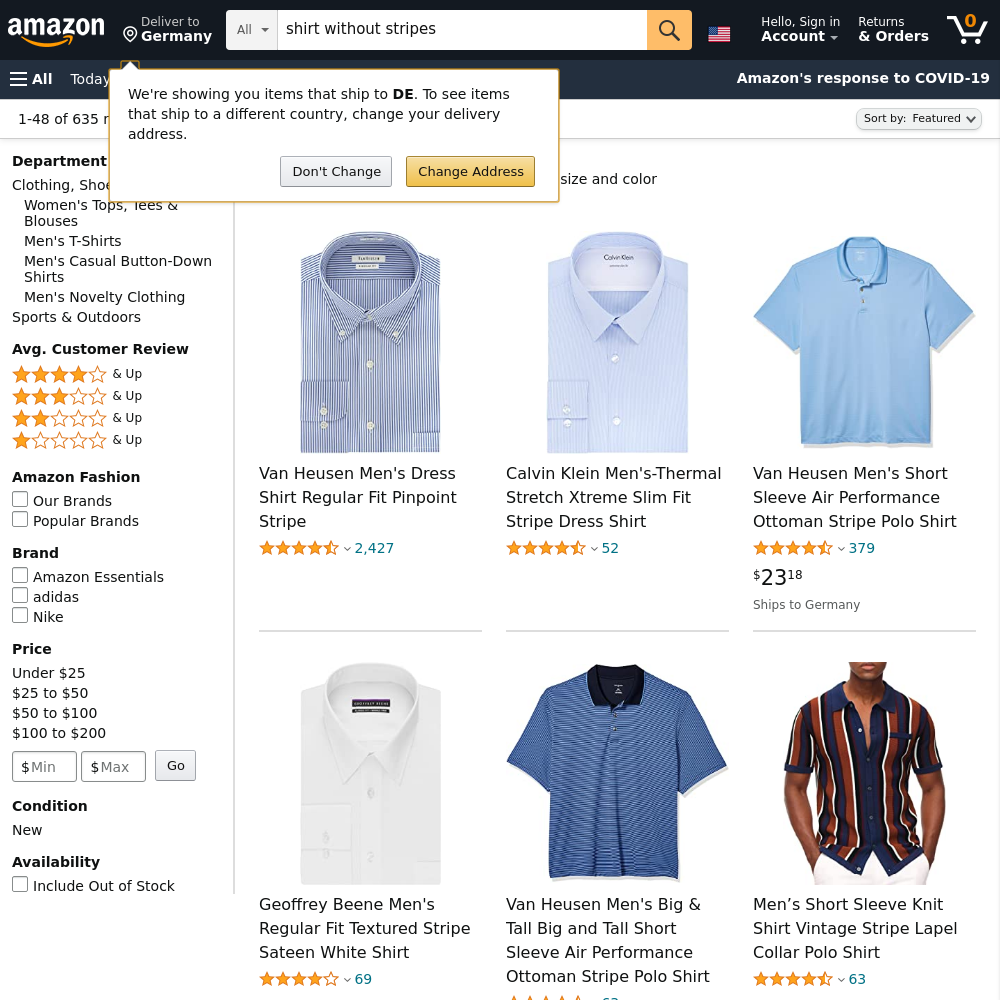 amazon
Deliver to
Germany
All
shirt without stripes
Hello, Sign in
Account
Returns
& Orders
0
All
Today
Amazon's response to COVID-19
We're showing you items that ship to DE. To see items
that ship to a different country, change your delivery
address.
Don't Change
Change Address
1-48 of 635 r
Sort by: Featured
size and color
Department
Clothing, Shoe
Women's Tops, Tees &
Blouses
Men's T-Shirts
Men's Casual Button-Down
Shirts
Men's Novelty Clothing
Sports & Outdoors
Avg. Customer Review
& Up
& Up
& Up
& Up
Amazon Fashion
Our Brands
Popular Brands
Brand
Amazon Essentials
adidas
Nike
Price
Under $25
$25 to $50
$50 to $100
$100 to $200
$ Min
$ Max
Go
Condition
New
Availability
Include Out of Stock
VAN HEUSEN
Calvin Klein
Van Heusen Men's Dress
Shirt Regular Fit Pinpoint
Stripe
2,427
Calvin Klein Men's-Thermal
Stretch Xtreme Slim Fit
Stripe Dress Shirt
52
Van Heusen Men's Short
Sleeve Air Performance
Ottoman Stripe Polo Shirt
379
$2318
Ships to Germany
GEOFFREY BEENE
Geoffrey Beene Men's
Regular Fit Textured Stripe
Sateen White Shirt
69
Van Heusen Men's Big &
Tall Big and Tall Short
Sleeve Air Performance
Ottoman Stripe Polo Shirt
Men’s Short Sleeve Knit
Shirt Vintage Stripe Lapel
Collar Polo Shirt
63